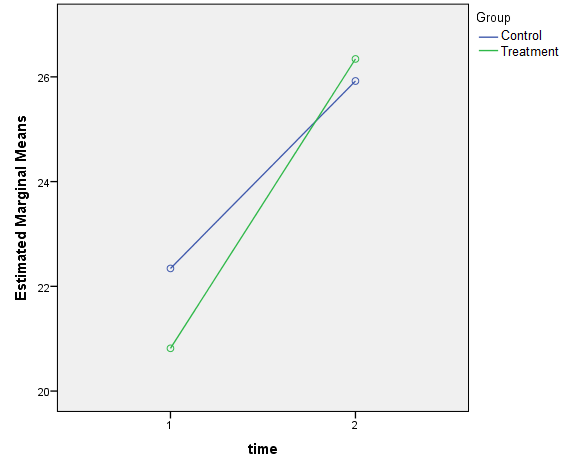 Group
Control
Treatment
Estimated Marginal Means
26
24
22
20
1
2
time